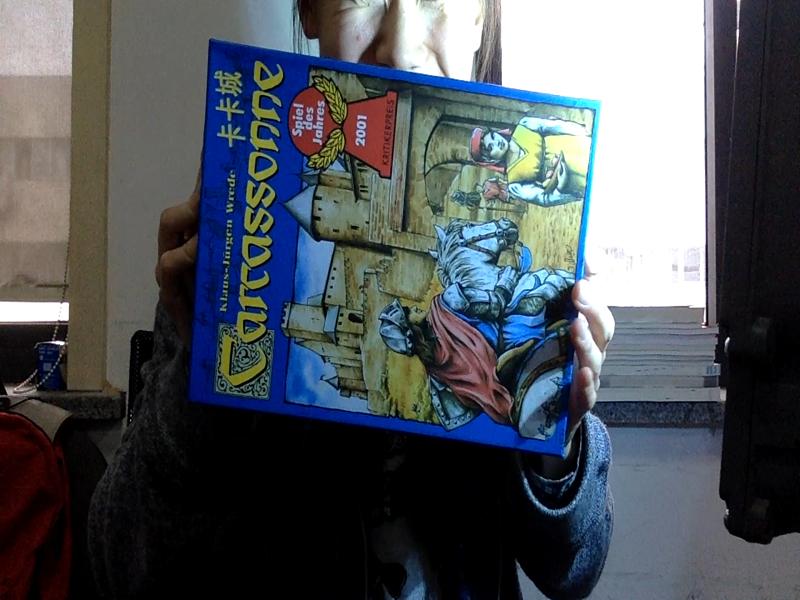 卡卡城
Klaus-Jürgen Wrede
Carcassonne
Spiel
des
Jahres
2001
KRITIKERPREIS